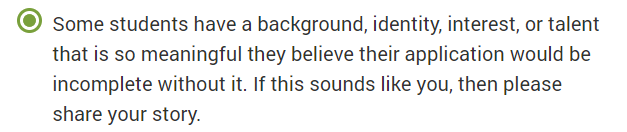 Some students have a background, identity, interest, or talent
that is so meaningful they believe their application would be
incomplete without it. If this sounds like you, then please
share your story.